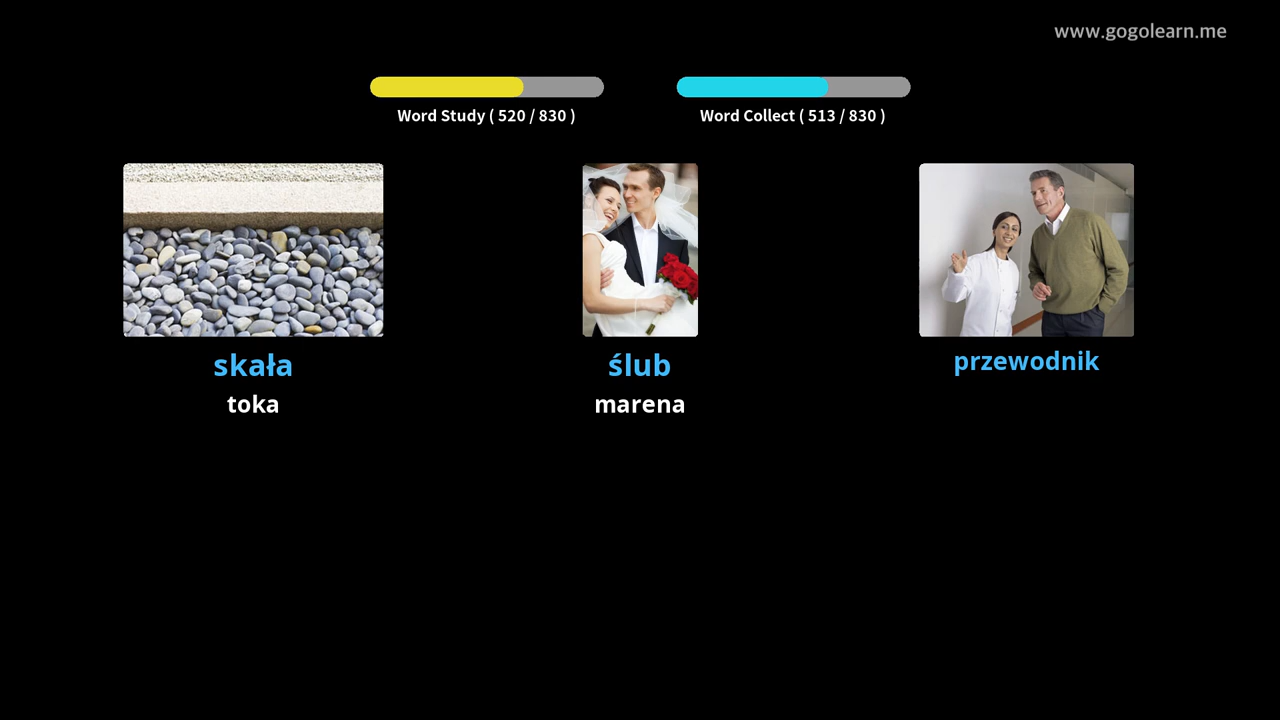 www.gogolearn.me
Word Study ( 520 / 830 )
Word Collect ( 513 / 830 )
skała
toka
ślub
marena
przewodnik